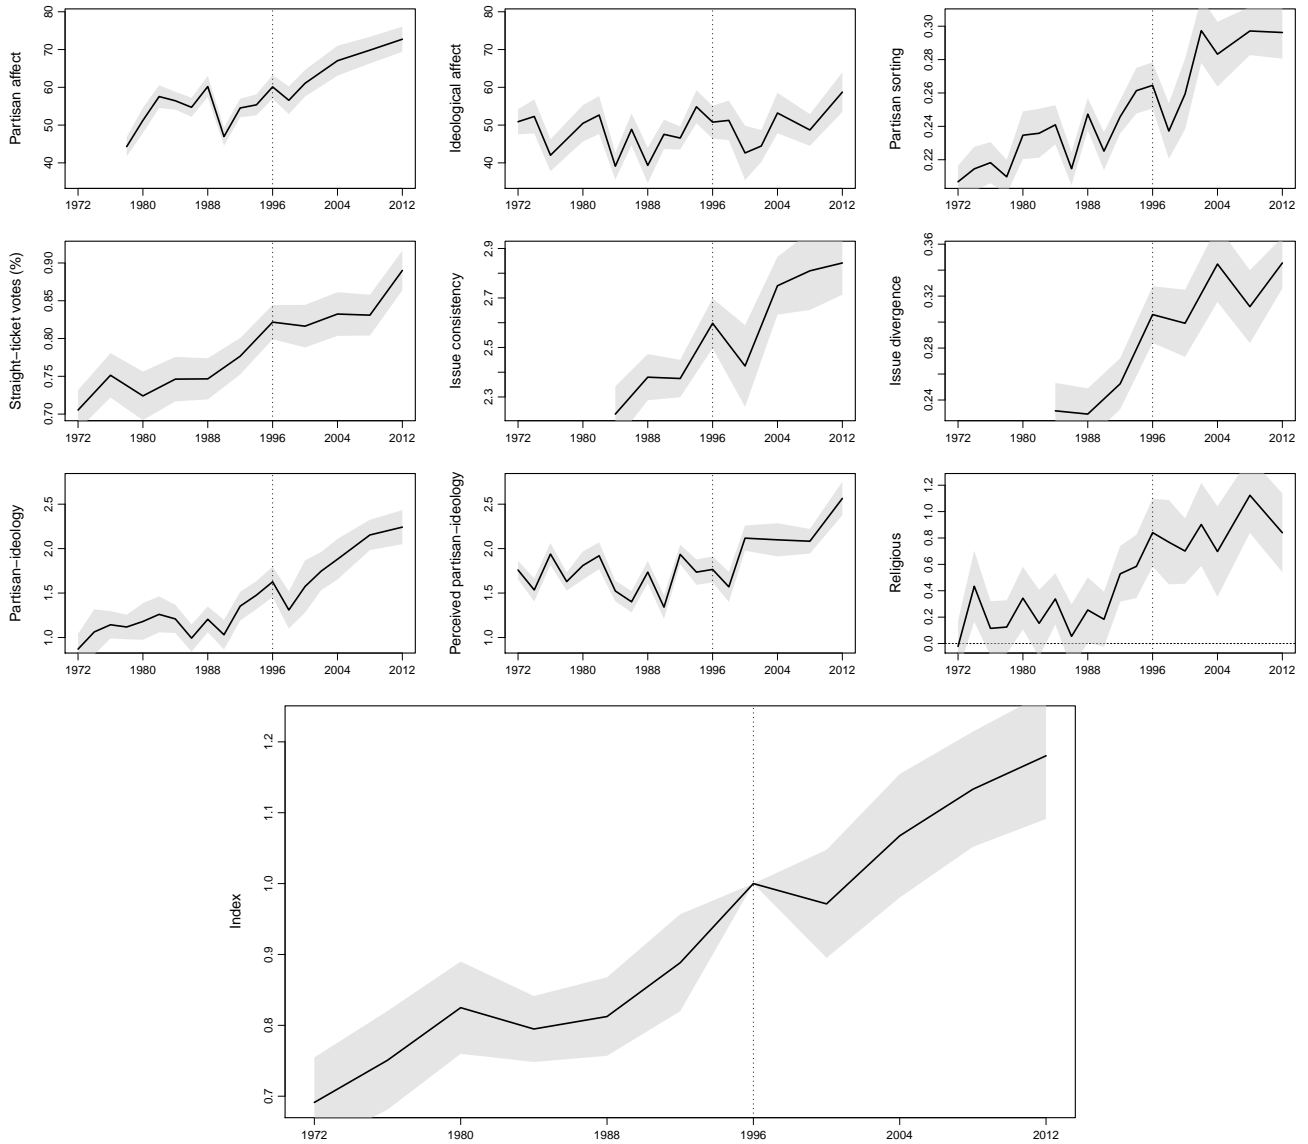 Partisan affect
40 50 60 70 80
1972 1980 1988 1996 2004 2012
Ideological affect
40 50 60 70 80
1972 1980 1988 1996 2004 2012
Partisan sorting
0.22 0.24 0.26 0.28 0.30
1972 1980 1988 1996 2004 2012
Straight−ticket votes (%)
0.70 0.75 0.80 0.85 0.90
1972 1980 1988 1996 2004 2012
Issue consistency
2.3 2.5 2.7 2.9
1972 1980 1988 1996 2004 2012
Issue divergence
0.24 0.28 0.32 0.36
1972 1980 1988 1996 2004 2012
Partisan−ideology
1.0 1.5 2.0 2.5
1972 1980 1988 1996 2004 2012
Perceived partisan−ideology
1.0 1.5 2.0 2.5
1972 1980 1988 1996 2004 2012
Religious
0.0 0.2 0.4 0.6 0.8 1.0 1.2
1972 1980 1988 1996 2004 2012
Index
0.7 0.8 0.9 1.0 1.1 1.2
1972 1980 1988 1996 2004 2012